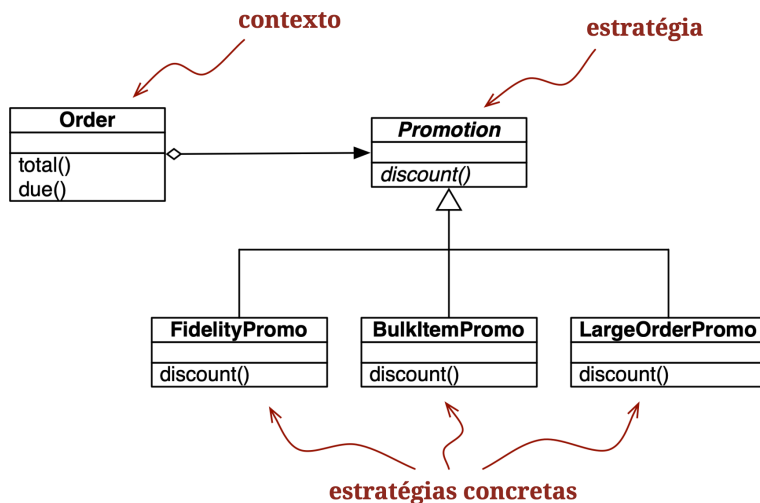 contexto
estratégia
Order
total()
due()
Promotion
discount()
FidelityPromo
discount()
BulkItemPromo
discount()
LargeOrderPromo
discount()
estratégias concretas